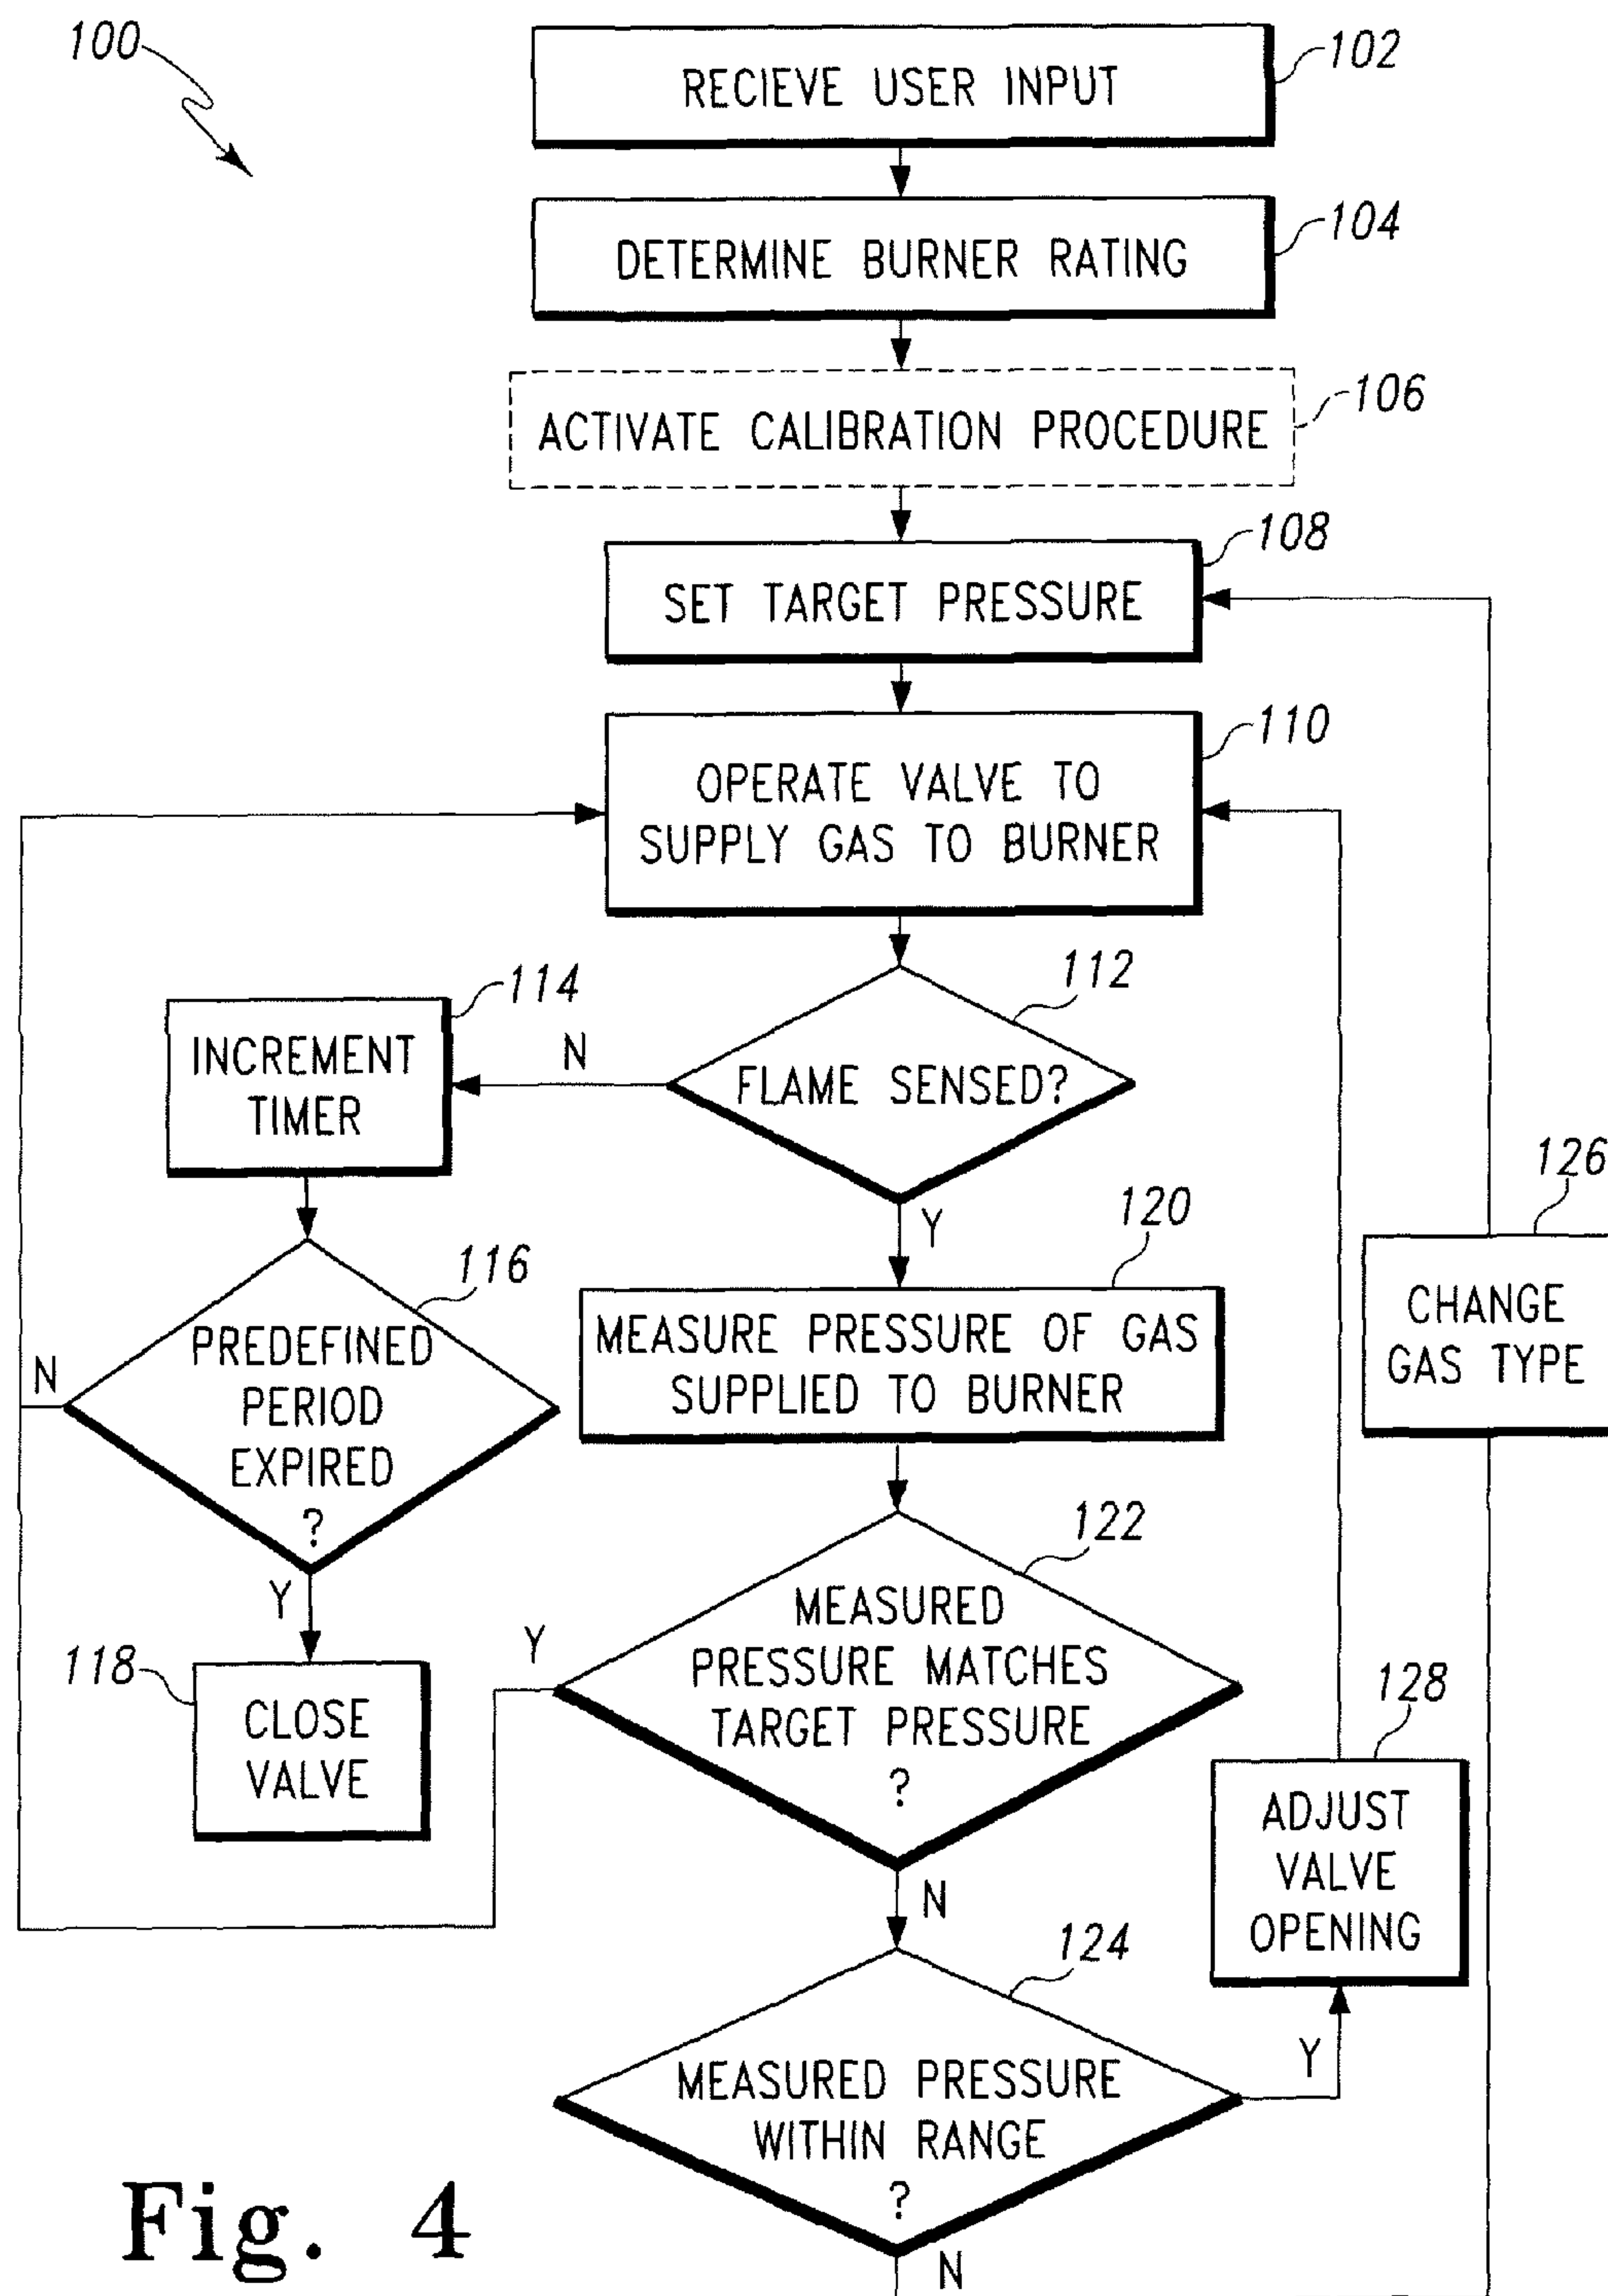 100
RECIEVE USER INPUT
102
DETERMINE BURNER RATING
104
ACTIVATE CALIBRATION PROCEDURE
106
SET TARGET PRESSURE
108
OPERATE VALVE TO
SUPPLY GAS TO BURNER
110
FLAME SENSED?
112
N
Y
INCREMENT
TIMER
114
PREDEFINED
PERIOD
EXPIRED
?
116
N
Y
CLOSE
VALVE
118
MEASURE PRESSURE OF GAS
SUPPLIED TO BURNER
120
MEASURED
PRESSURE MATCHES
TARGET PRESSURE
?
122
Y
N
MEASURED PRESSURE
WITHIN RANGE
?
124
Y
N
CHANGE
GAS TYPE
126
ADJUST
VALVE
OPENING
128
Fig. 4